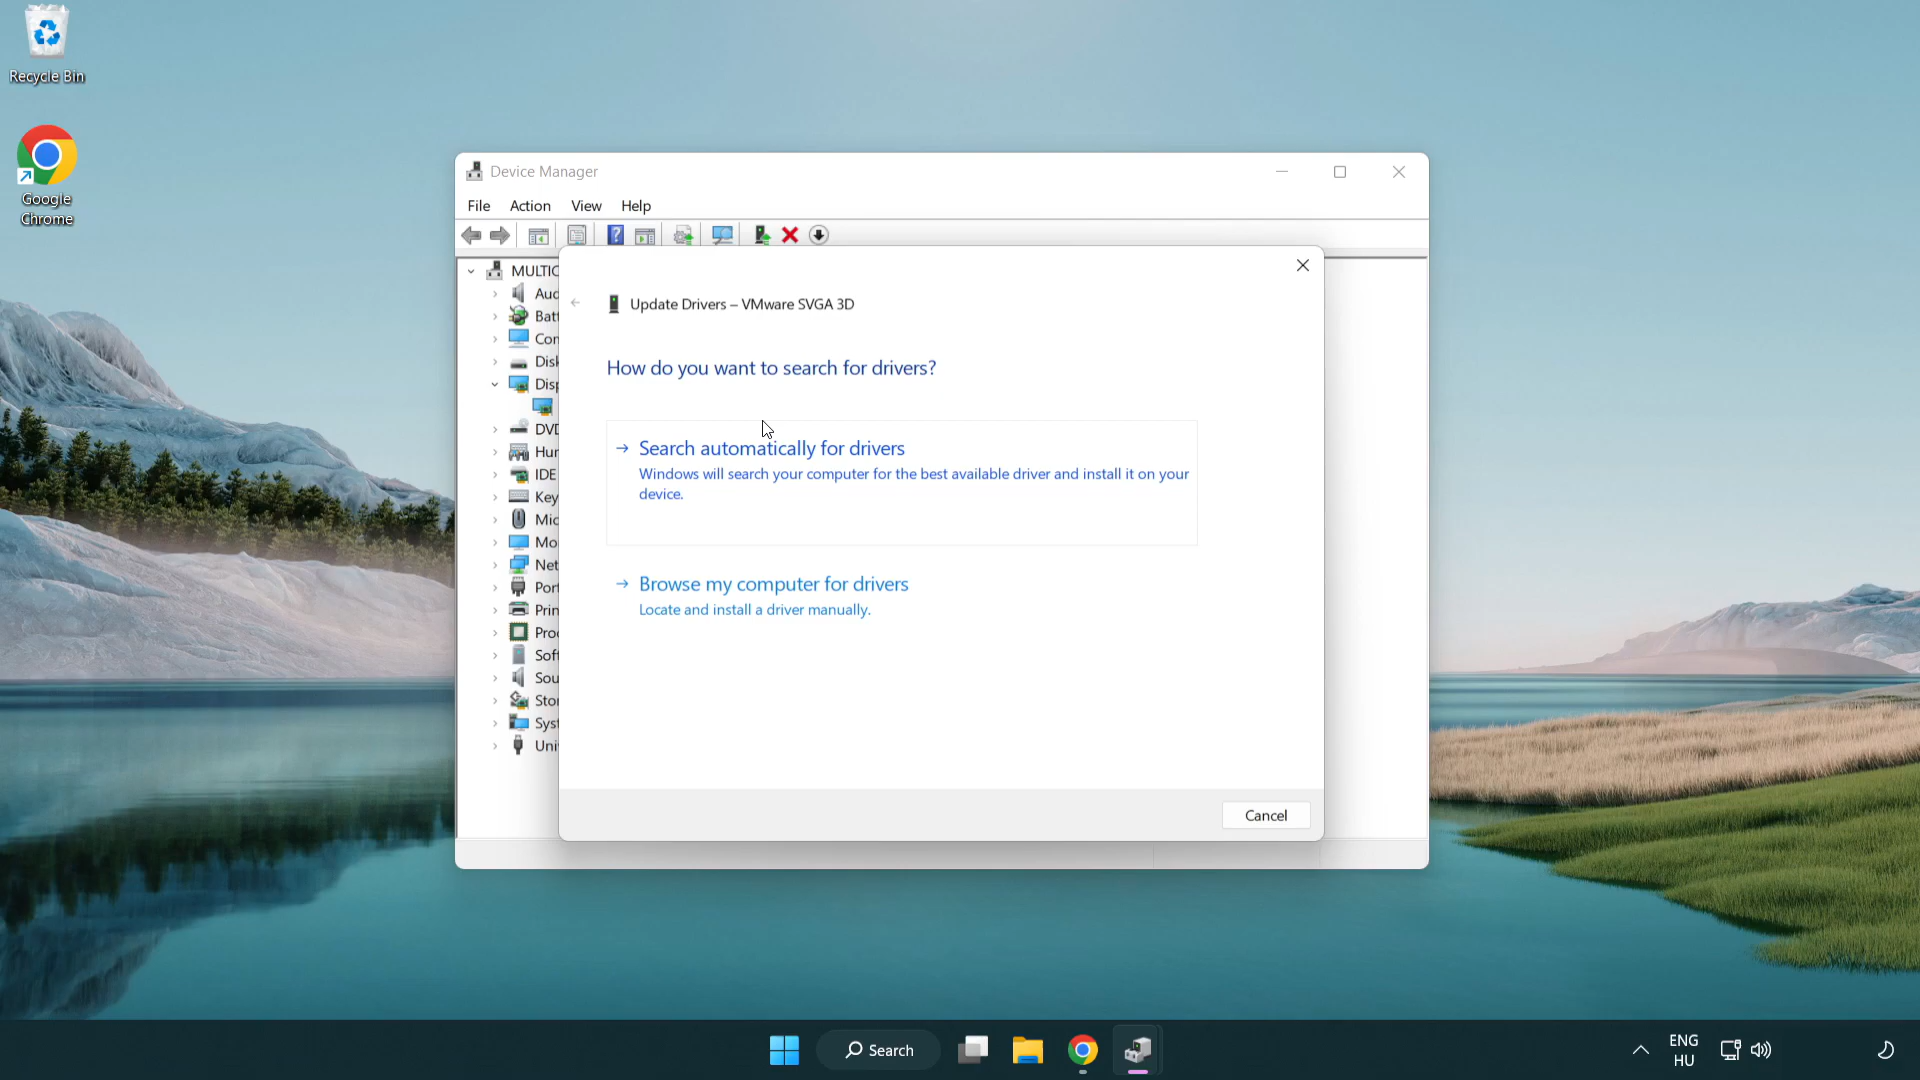 Recycle Bin
Google
Chrome
Device Manager
File Action View Help
Update Drivers – VMware SVGA 3D
How do you want to search for drivers?
Search automatically for drivers
Windows will search your computer for the best available driver and install it on your
device.
Browse my computer for drivers
Locate and install a driver manually.
Cancel
MULTIC
Aud
Batt
Con
Disk
Disp
DVD
Hur
IDE
Key
Mic
Mo
Net
Port
Prin
Proc
Soft
Sou
Stor
Syst
Uni
Search
ENG
HU